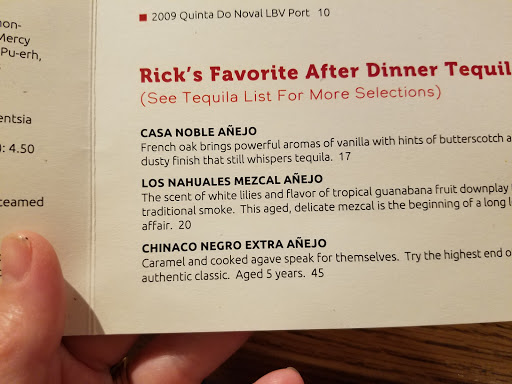 non-
Mercy
Pu-erh,
entsia
: 4.50
teamed
2009 Quinta Do Noval LBV Port 10
Rick's Favorite After Dinner Tequil
(See Tequila List For More Selections)
CASA NOBLE AÑEJO
French oak brings powerful aromas of vanilla with hints of butterscotch a
dusty finish that still whispers tequila. 17
LOS NAHUALES MEZCAL AÑEJO
The scent of white lilies and flavor of tropical guanabana fruit downplay
traditional smoke. This aged, delicate mezcal is the beginning of a long l
affair. 20
CHINACO NEGRO EXTRA AÑEJO
Caramel and cooked agave speak for themselves. Try the highest end o
authentic classic. Aged 5 years. 45